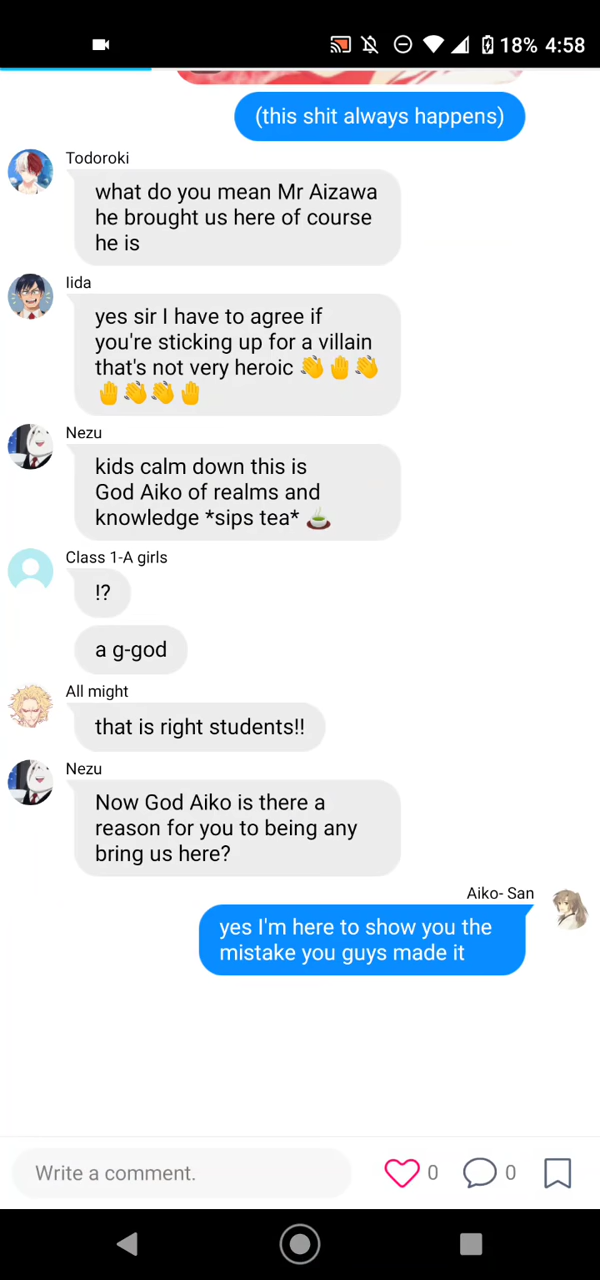 18% 4:58
(this shit always happens)
Todoroki
what do you mean Mr Aizawa
he brought us here of course
he is
Iida
yes sir I have to agree if
you're sticking up for a villain
that's not very heroic 👋🤚👋
🤚👋👋🤚
Nezu
kids calm down this is
God Aiko of realms and
knowledge *sips tea* 🍵
Class 1-A girls
!?
a g-god
All might
that is right students!!
Nezu
Now God Aiko is there a
reason for you to being any
bring us here?
Aiko- San
yes I'm here to show you the
mistake you guys made it
Write a comment.
0
0